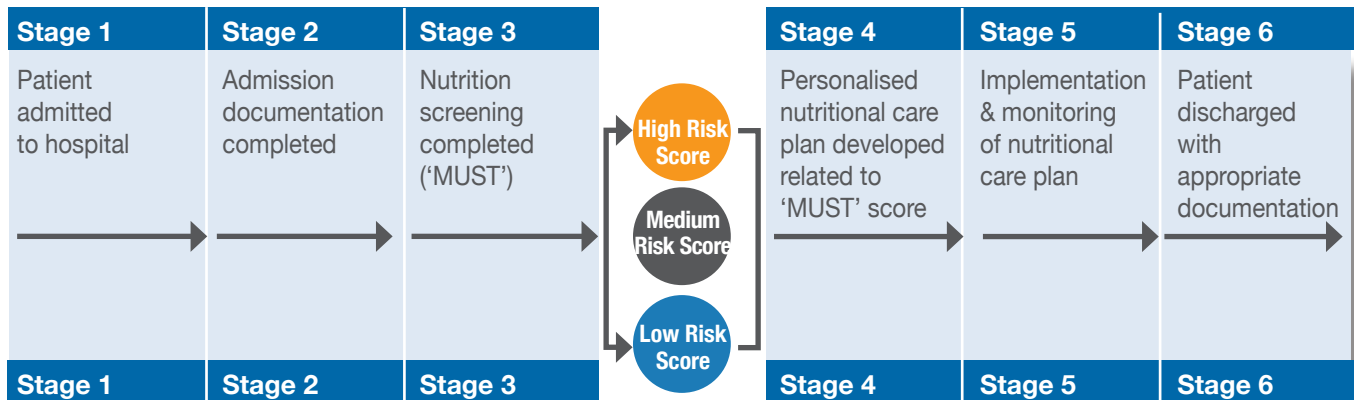 Stage 1
Patient
admitted
to hospital
Stage 1
Stage 2
Admission
documentation
completed
Stage 2
Stage 3
Nutrition
screening
completed
(‘MUST’)
Stage 3
High Risk
Score
Medium
Risk Score
Low Risk
Score
Stage 4
Personalised
nutritional care
plan developed
related to
‘MUST’ score
Stage 4
Stage 5
Implementation
& monitoring
of nutritional
care plan
Stage 5
Stage 6
Patient
discharged
with
appropriate
documentation
Stage 6